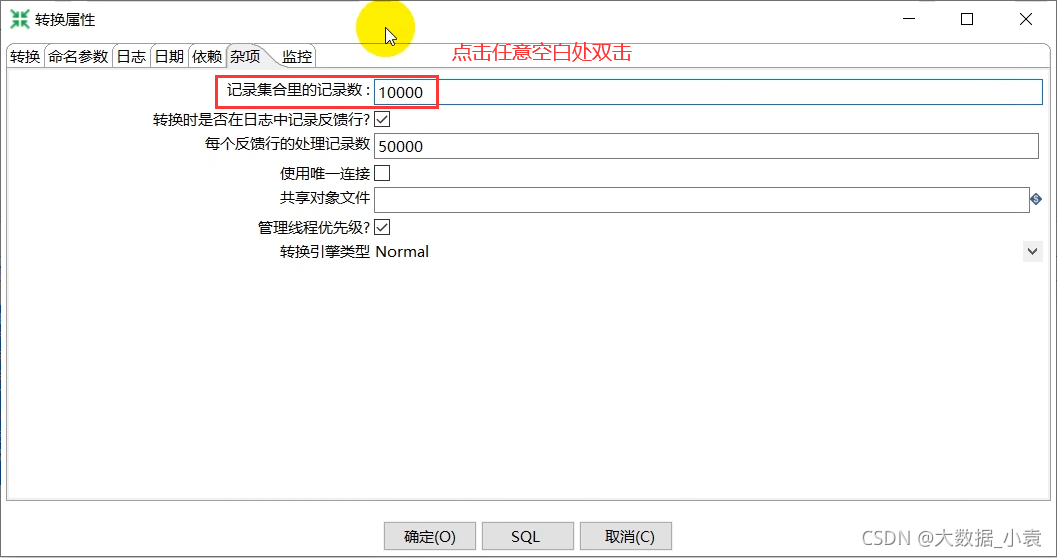 转换属性
点击任意空白处双击
转换 命名参数 日志 日期 依赖 杂项 监控
记录集合里的记录数 : 10000
转换时是否在日志中记录反馈行?
每个反馈行的处理记录数 50000
使用唯一连接
共享对象文件
管理线程优先级?
转换引擎类型 Normal
确定(O) SQL 取消(C)
CSDN @大数据_小袁